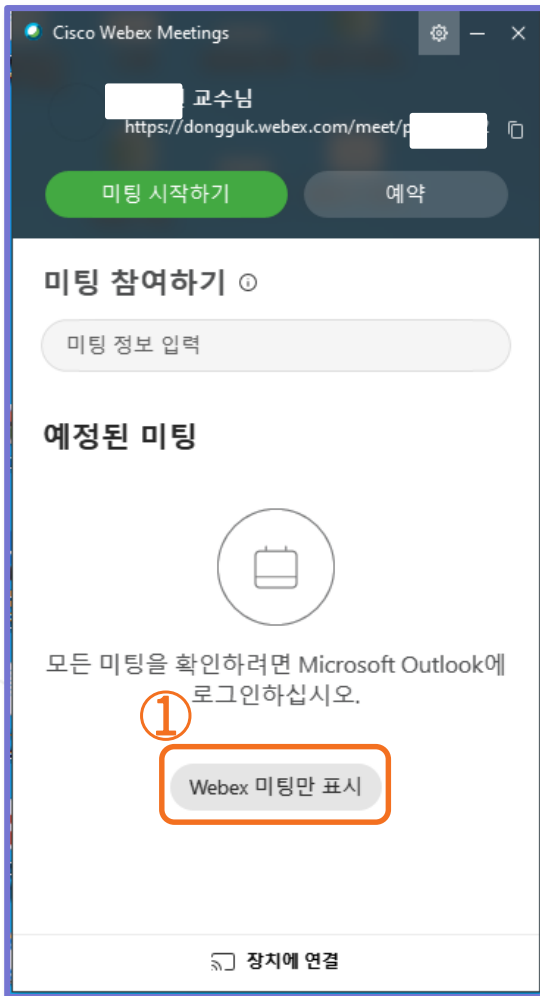 Cisco Webex Meetings
교수님
https://dongguk.webex.com/meet/p
미팅 시작하기
예약
미팅 참여하기
미팅 정보 입력
예정된 미팅
모든 미팅을 확인하려면 Microsoft Outlook에
로그인하십시오.
①
Webex 미팅만 표시
장치에 연결